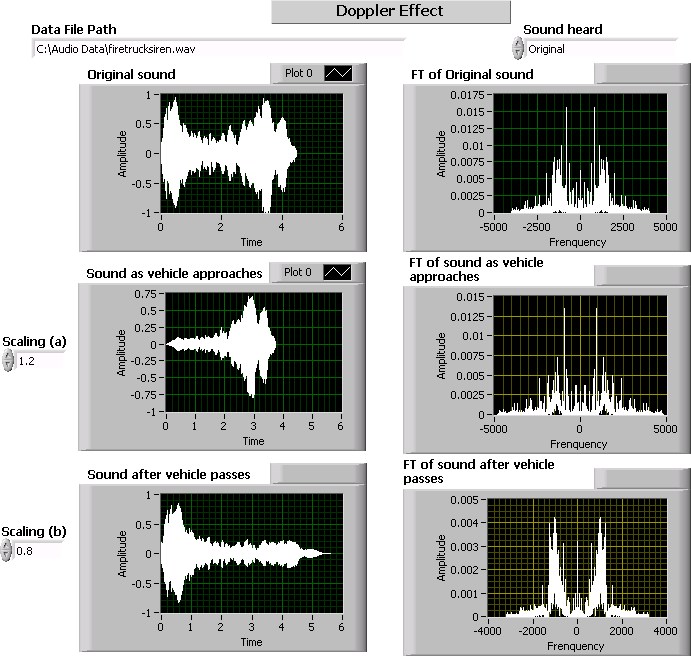 Doppler Effect
Data File Path
C:\Audio Data\firetrucksiren.wav
Sound heard
Original
Original sound
Plot 0
Amplitude
1
0.5
0
-0.5
-1
0 2 4 6
Time
FT of Original sound
Amplitude
0.0175
0.015
0.0125
0.01
0.0075
0.005
0.0025
0
-5000 -2500 0 2500 5000
Frenquency
Scaling (a)
1.2
Sound as vehicle approaches
Plot 0
Amplitude
0.75
0.5
0.25
0
-0.25
-0.5
-0.75
-1
0 1 2 3 4 5 6
Time
FT of sound as vehicle
approaches
Amplitude
0.015
0.0125
0.01
0.0075
0.005
0.0025
0
-5000 -2500 0 2500 5000
Frenquency
Scaling (b)
0.8
Sound after vehicle passes
Amplitude
1
0.5
0
-0.5
-1
0 1 2 3 4 5 6
Time
FT of sound after vehicle
passes
Amplitude
0.005
0.004
0.003
0.002
0.001
0
-4000 -2000 0 2000 4000
Frenquency